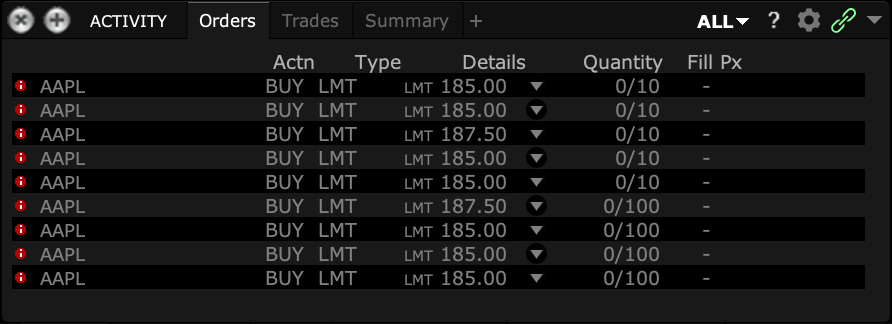 ACTIVITY Orders Trades Summary + ALL ?
Actn Type Details Quantity Fill Px
AAPL BUY LMT LMT 185.00 0/10 -
AAPL BUY LMT LMT 185.00 0/10 -
AAPL BUY LMT LMT 187.50 0/10 -
AAPL BUY LMT LMT 185.00 0/10 -
AAPL BUY LMT LMT 185.00 0/10 -
AAPL BUY LMT LMT 187.50 0/100 -
AAPL BUY LMT LMT 185.00 0/100 -
AAPL BUY LMT LMT 185.00 0/100 -
AAPL BUY LMT LMT 185.00 0/100 -